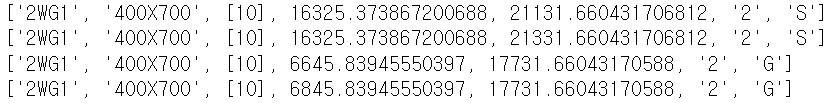 ['2WG1', '400X700', [10], 16325.373867200688, 21131.660431706812, '2', 'S']
['2WG1', '400X700', [10], 16325.373867200688, 21331.660431706812, '2', 'S']
['2WG1', '400X700', [10], 6645.83945550397, 17731.66043170588, '2', 'G']
['2WG1', '400X700', [10], 6845.83945550397, 17731.66043170588, '2', 'G']